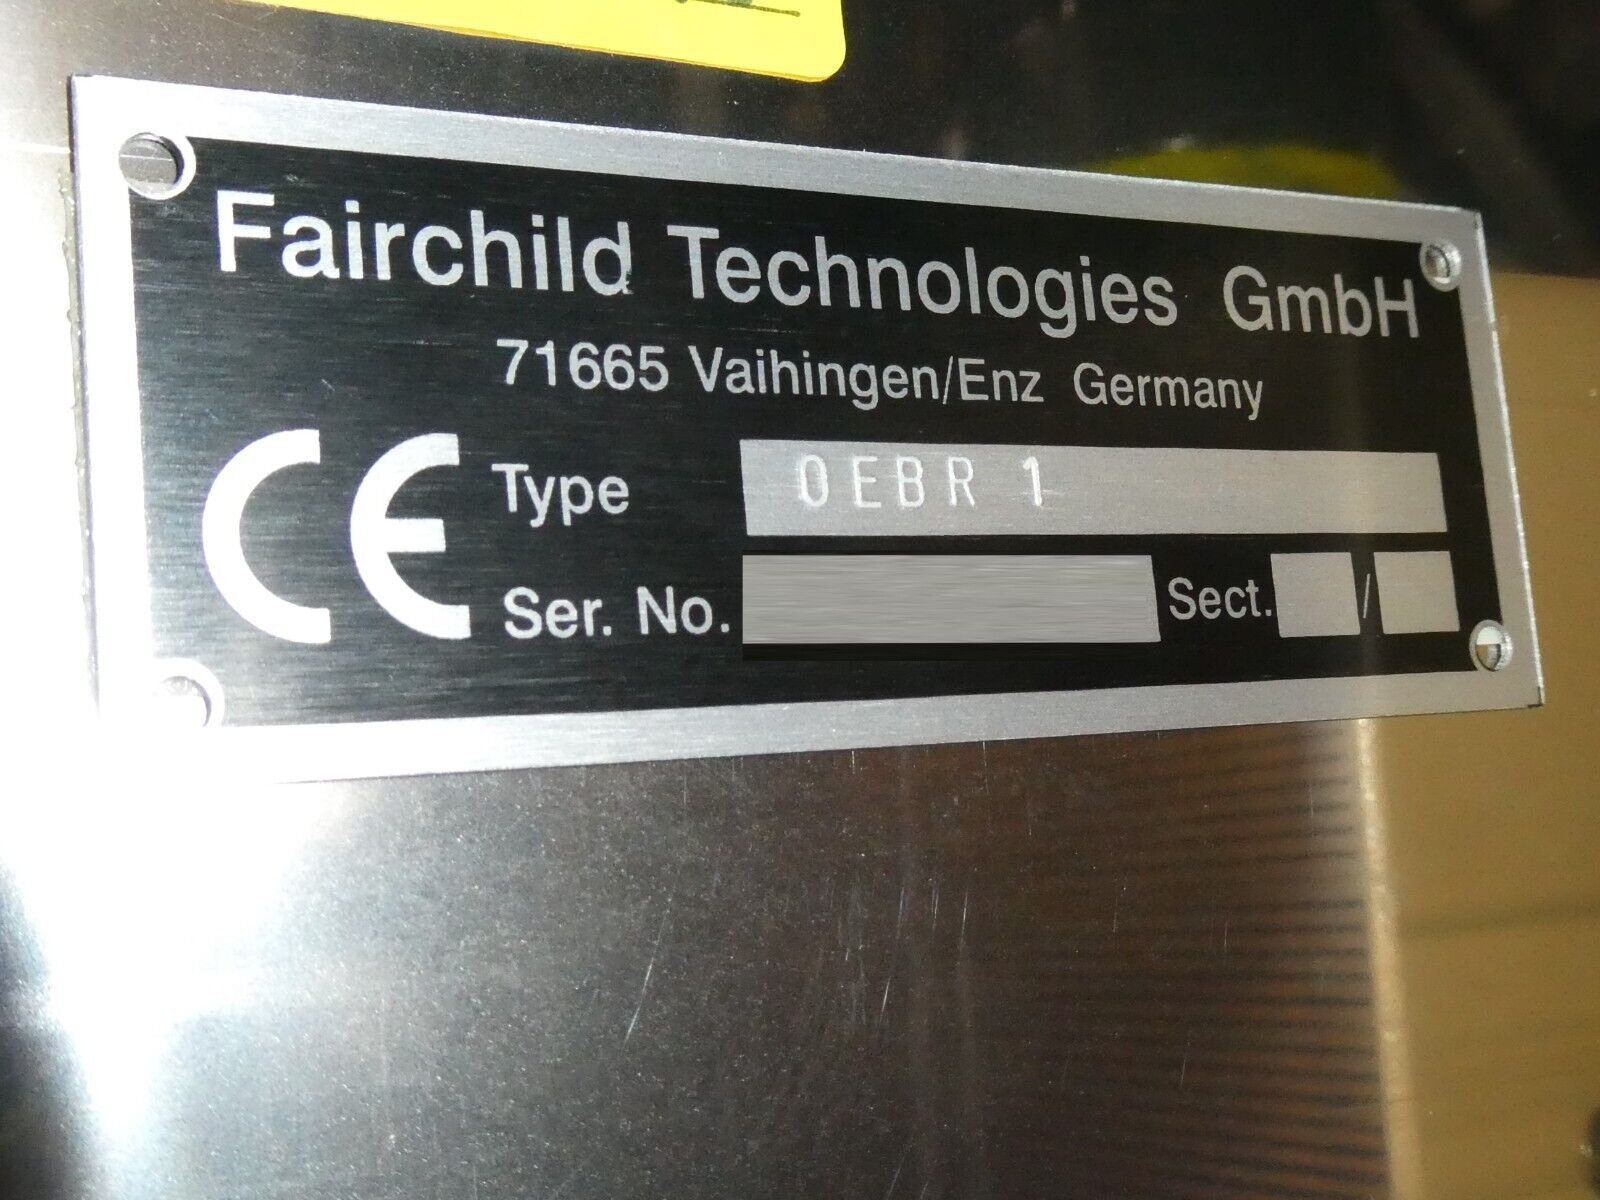 Fairchild Technologies GmbH
71665 Vaihingen/Enz Germany
CE Type OEBR 1
Ser. No. Sect. /